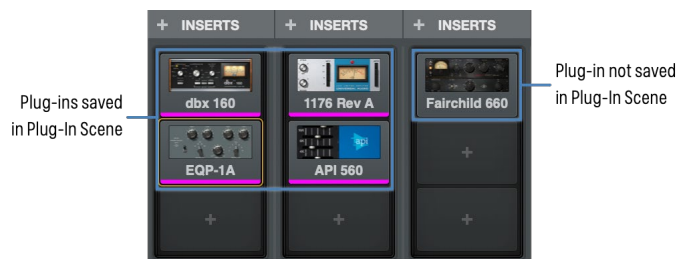 + INSERTS + INSERTS + INSERTS
Plug-ins saved
in Plug-In Scene
dbx 160 1176 Rev A Fairchild 660
Plug-in not saved
in Plug-In Scene
EQP-1A API 560
api
+
+ + +